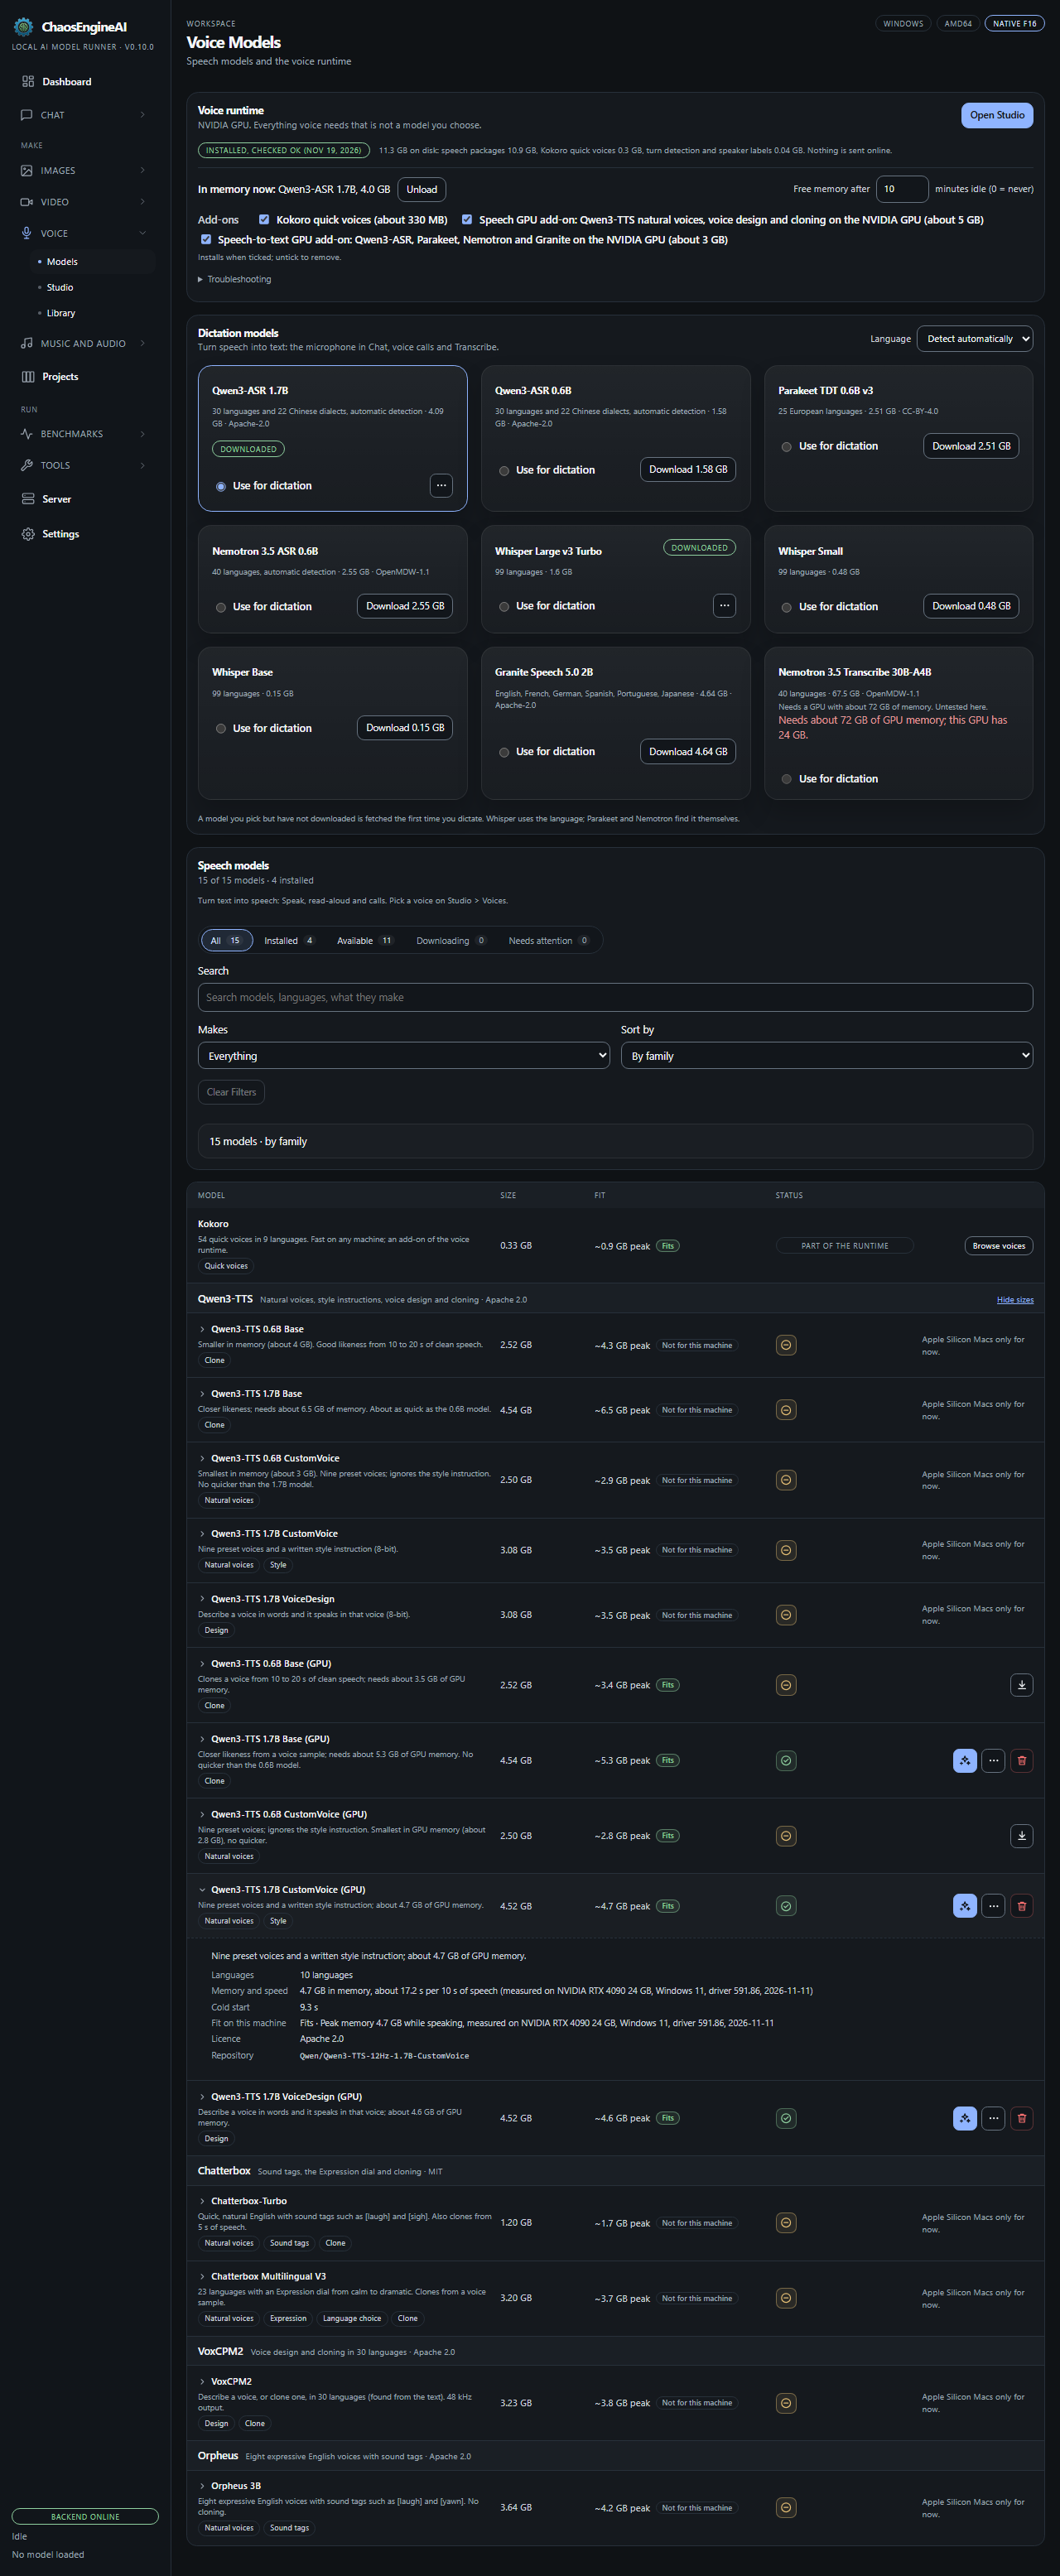 ChaosEngineAI
LOCAL AI MODEL RUNNER · V0.10.0
Dashboard
CHAT
MAKE
IMAGES
VIDEO
VOICE
Models
Studio
Library
MUSIC AND AUDIO
Projects
RUN
BENCHMARKS
TOOLS
Server
Settings
BACKEND ONLINE
Idle
No model loaded
WORKSPACE
Voice Models
Speech models and the voice runtime
WINDOWS
AMD64
NATIVE F16
Voice runtime
NVIDIA GPU. Everything voice needs that is not a model you choose.
Open Studio
INSTALLED, CHECKED OK (NOV 19, 2026)
11.3 GB on disk: speech packages 10.9 GB, Kokoro quick voices 0.3 GB, turn detection and speaker labels 0.04 GB. Nothing is sent online.
In memory now: Qwen3-ASR 1.7B, 4.0 GB
Unload
Free memory after 10 minutes idle (0 = never)
Add-ons
Kokoro quick voices (about 330 MB)
Speech GPU add-on: Qwen3-TTS natural voices, voice design and cloning on the NVIDIA GPU (about 5 GB)
Speech-to-text GPU add-on: Qwen3-ASR, Parakeet, Nemotron and Granite on the NVIDIA GPU (about 3 GB)
Installs when ticked; untick to remove.
Troubleshooting
Dictation models
Turn speech into text: the microphone in Chat, voice calls and Transcribe.
Language
Detect automatically
Qwen3-ASR 1.7B
30 languages and 22 Chinese dialects, automatic detection · 4.09
GB · Apache-2.0
DOWNLOADED
Use for dictation
...
Qwen3-ASR 0.6B
30 languages and 22 Chinese dialects, automatic detection · 1.58
GB · Apache-2.0
Use for dictation
Download 1.58 GB
Parakeet TDT 0.6B v3
25 European languages · 2.51 GB · CC-BY-4.0
Use for dictation
Download 2.51 GB
Nemotron 3.5 ASR 0.6B
40 languages, automatic detection · 2.55 GB · OpenMDW-1.1
Use for dictation
Download 2.55 GB
Whisper Large v3 Turbo
DOWNLOADED
99 languages · 1.6 GB
Use for dictation
...
Whisper Small
99 languages · 0.48 GB
Use for dictation
Download 0.48 GB
Whisper Base
99 languages · 0.15 GB
Use for dictation
Download 0.15 GB
Granite Speech 5.0 2B
English, French, German, Spanish, Portuguese, Japanese · 4.64 GB ·
Apache-2.0
Use for dictation
Download 4.64 GB
Nemotron 3.5 Transcribe 30B-A4B
40 languages · 67.5 GB · OpenMDW-1.1
Needs a GPU with about 72 GB of memory. Untested here.
Needs about 72 GB of GPU memory; this GPU has
24 GB.
Use for dictation
A model you pick but have not downloaded is fetched the first time you dictate. Whisper uses the language; Parakeet and Nemotron find it themselves.
Speech models
15 of 15 models · 4 installed
Turn text into speech: Speak, read-aloud and calls. Pick a voice on Studio > Voices.
All 15
Installed 4
Available 11
Downloading 0
Needs attention 0
Search
Search models, languages, what they make
Makes
Sort by
Everything
By family
Clear Filters
15 models · by family
MODEL
SIZE
FIT
STATUS
Kokoro
54 quick voices in 9 languages. Fast on any machine; an add-on of the voice
runtime.
Quick voices
0.33 GB
~0.9 GB peak
Fits
PART OF THE RUNTIME
Browse voices
Qwen3-TTS Natural voices, style instructions, voice design and cloning · Apache 2.0
Hide sizes
Qwen3-TTS 0.6B Base
Smaller in memory (about 4 GB). Good likeness from 10 to 20 s of clean speech.
Clone
2.52 GB
~4.3 GB peak
Not for this machine
Apple Silicon Macs only for
now.
Qwen3-TTS 1.7B Base
Closer likeness; needs about 6.5 GB of memory. About as quick as the 0.6B model.
Clone
4.54 GB
~6.5 GB peak
Not for this machine
Apple Silicon Macs only for
now.
Qwen3-TTS 0.6B CustomVoice
Smallest in memory (about 3 GB). Nine preset voices; ignores the style instruction.
No quicker than the 1.7B model.
Natural voices
2.50 GB
~2.9 GB peak
Not for this machine
Apple Silicon Macs only for
now.
Qwen3-TTS 1.7B CustomVoice
Nine preset voices and a written style instruction (8-bit).
Natural voices
Style
3.08 GB
~3.5 GB peak
Not for this machine
Apple Silicon Macs only for
now.
Qwen3-TTS 1.7B VoiceDesign
Describe a voice in words and it speaks in that voice (8-bit).
Design
3.08 GB
~3.5 GB peak
Not for this machine
Apple Silicon Macs only for
now.
Qwen3-TTS 0.6B Base (GPU)
Clones a voice from 10 to 20 s of clean speech; needs about 3.5 GB of GPU
memory.
Clone
2.52 GB
~3.4 GB peak
Fits
Qwen3-TTS 1.7B Base (GPU)
Closer likeness from a voice sample; needs about 5.3 GB of GPU memory. No
quicker than the 0.6B model.
Clone
4.54 GB
~5.3 GB peak
Fits
...
Qwen3-TTS 0.6B CustomVoice (GPU)
Nine preset voices; ignores the style instruction. Smallest in GPU memory (about
2.8 GB), no quicker.
Natural voices
2.50 GB
~2.8 GB peak
Fits
Qwen3-TTS 1.7B CustomVoice (GPU)
Nine preset voices and a written style instruction; about 4.7 GB of GPU memory.
Natural voices
Style
4.52 GB
~4.7 GB peak
Fits
...
Nine preset voices and a written style instruction; about 4.7 GB of GPU memory.
Languages 10 languages
Memory and speed 4.7 GB in memory, about 17.2 s per 10 s of speech (measured on NVIDIA RTX 4090 24 GB, Windows 11, driver 591.86, 2026-11-11)
Cold start 9.3 s
Fit on this machine Fits · Peak memory 4.7 GB while speaking, measured on NVIDIA RTX 4090 24 GB, Windows 11, driver 591.86, 2026-11-11
Licence Apache 2.0
Repository Qwen/Qwen3-TTS-12Hz-1.7B-CustomVoice
Qwen3-TTS 1.7B VoiceDesign (GPU)
Describe a voice in words and it speaks in that voice; about 4.6 GB of GPU
memory.
Design
4.52 GB
~4.6 GB peak
Fits
...
Chatterbox Sound tags, the Expression dial and cloning · MIT
Chatterbox-Turbo
Quick, natural English with sound tags such as [laugh] and [sigh]. Also clones from
5 s of speech.
Natural voices
Sound tags
Clone
1.20 GB
~1.7 GB peak
Not for this machine
Apple Silicon Macs only for
now.
Chatterbox Multilingual V3
23 languages with an Expression dial from calm to dramatic. Clones from a voice
sample.
Natural voices
Expression
Language choice
Clone
3.20 GB
~3.7 GB peak
Not for this machine
Apple Silicon Macs only for
now.
VoxCPM2 Voice design and cloning in 30 languages · Apache 2.0
VoxCPM2
Describe a voice, or clone one, in 30 languages (found from the text). 48 kHz
output.
Design
Clone
3.23 GB
~3.8 GB peak
Not for this machine
Apple Silicon Macs only for
now.
Orpheus Eight expressive English voices with sound tags · Apache 2.0
Orpheus 3B
Eight expressive English voices with sound tags such as [laugh] and [yawn]. No
cloning.
Natural voices
Sound tags
3.64 GB
~4.2 GB peak
Not for this machine
Apple Silicon Macs only for
now.